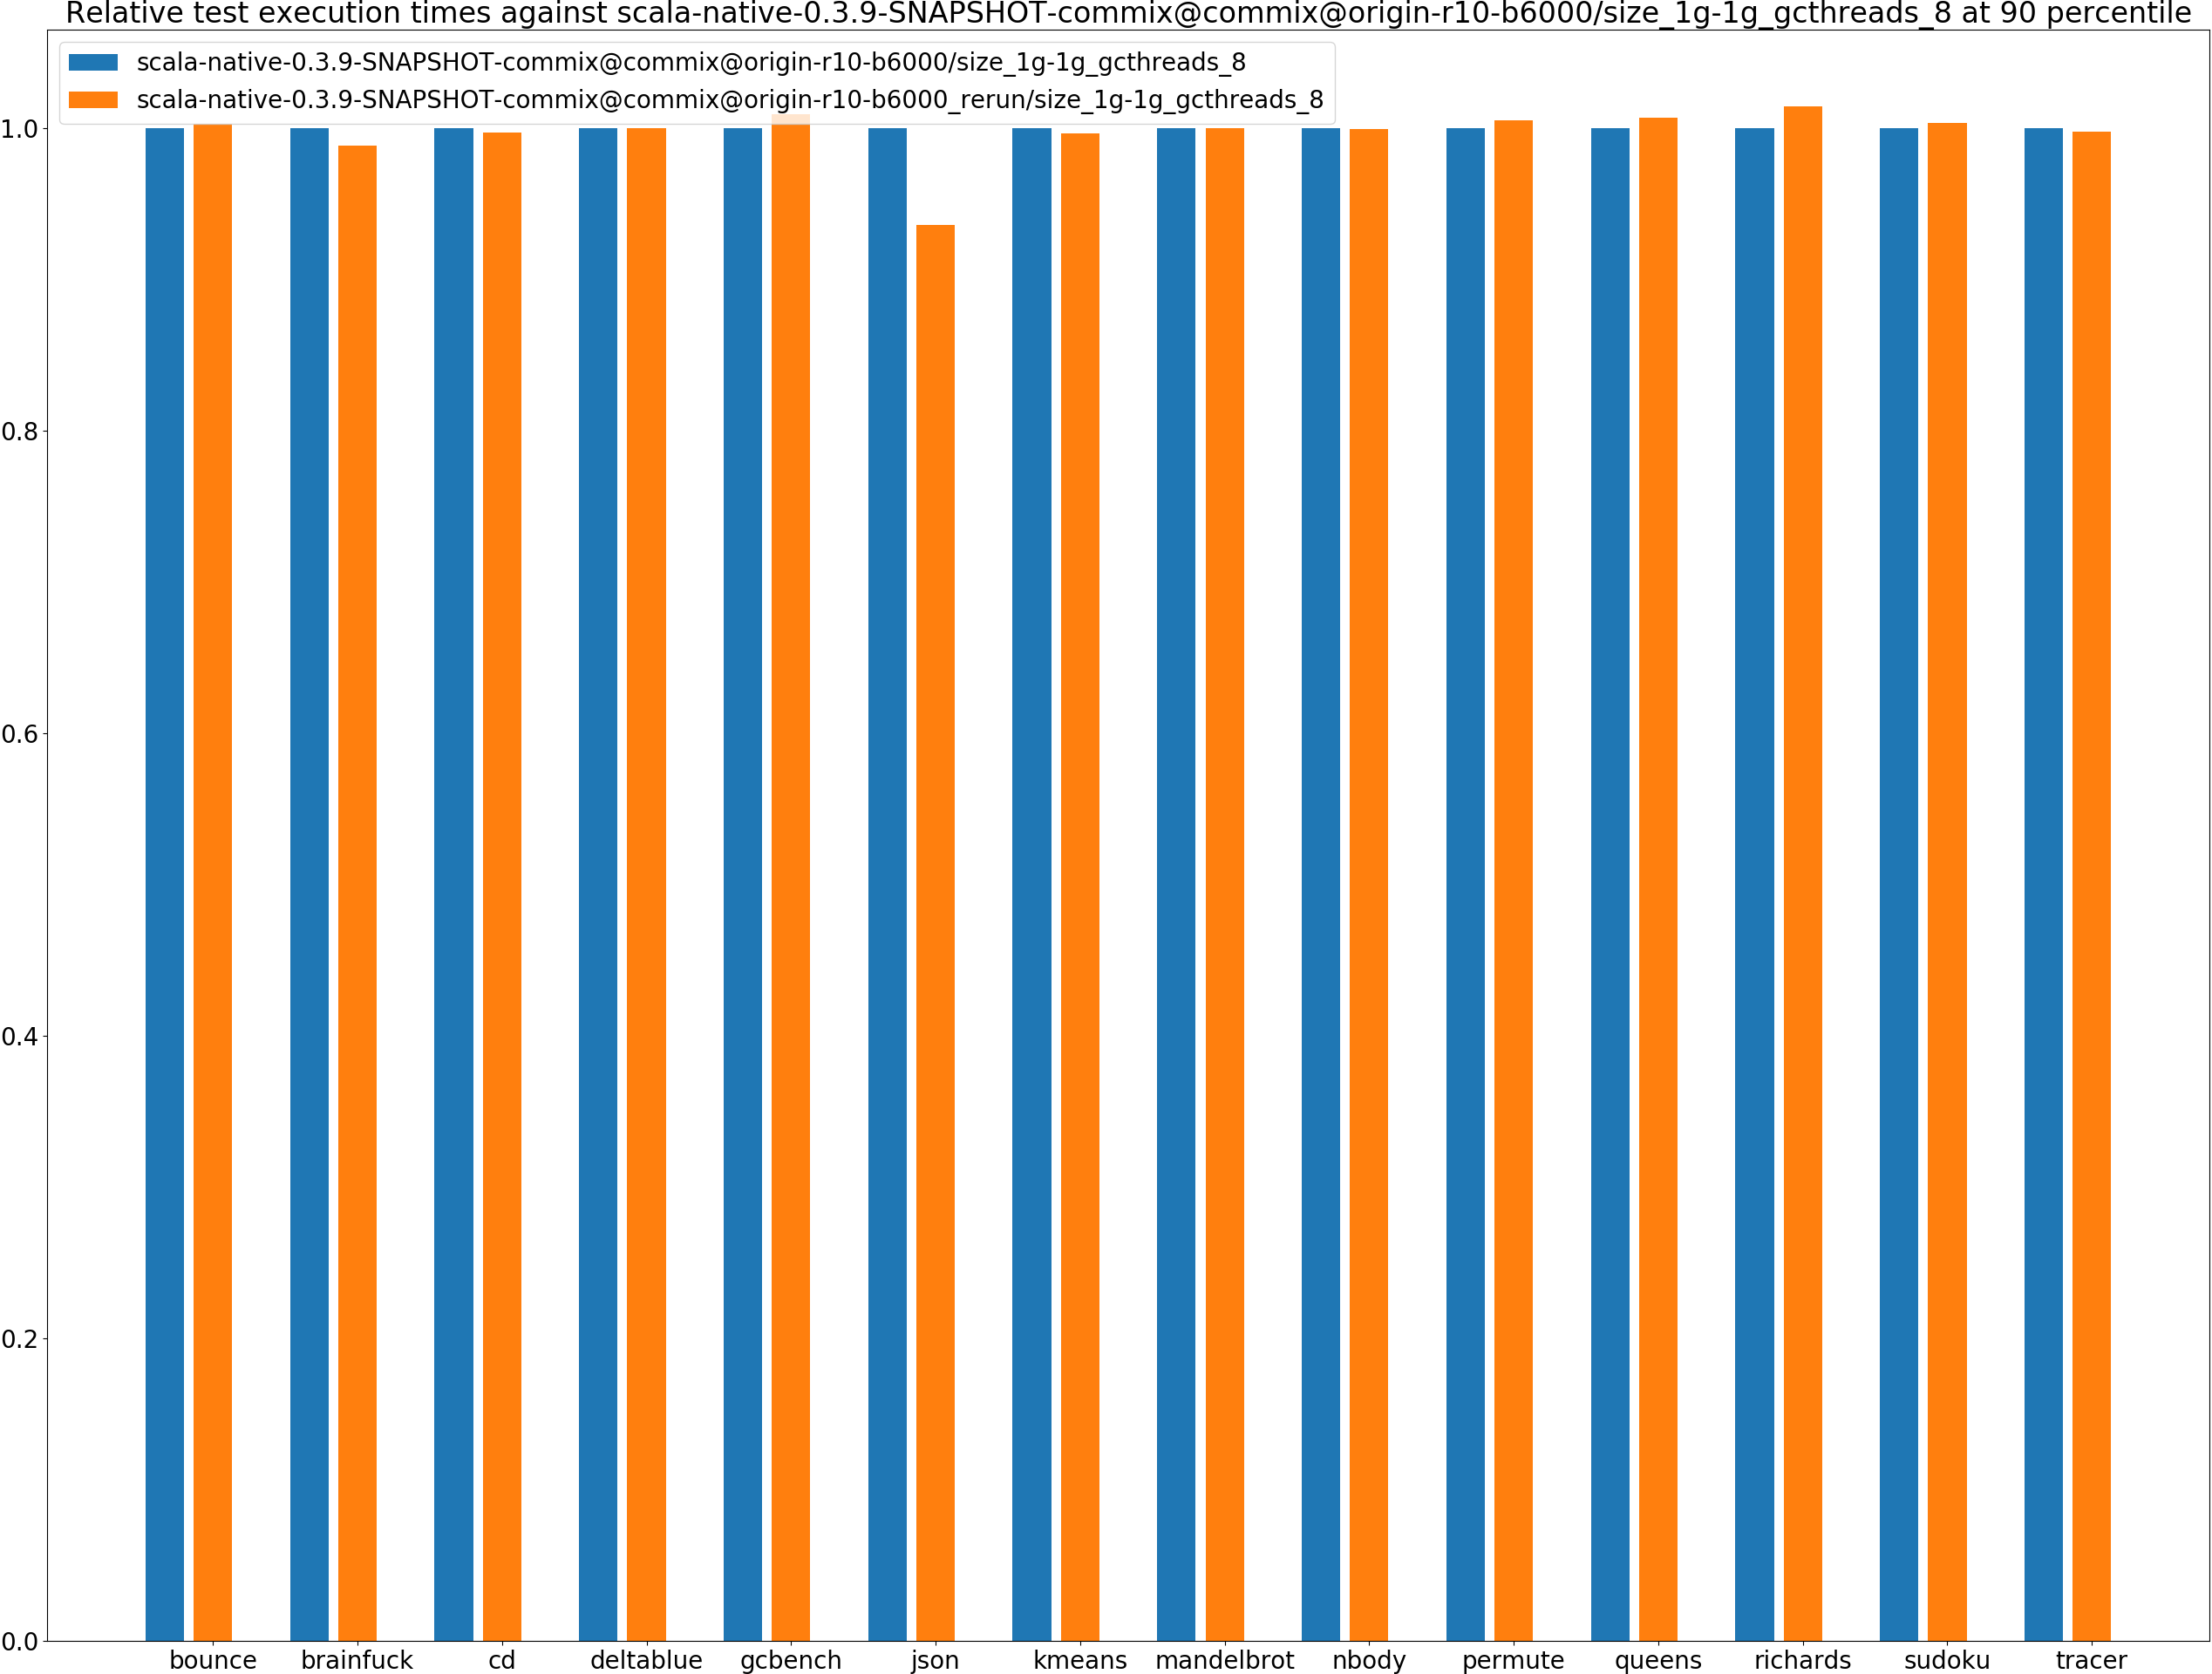 Relative test execution times against scala-native-0.3.9-SNAPSHOT-commix@commix@origin-r10-b6000/size_1g-1g_gcthreads_8 at 90 percentile
scala-native-0.3.9-SNAPSHOT-commix@commix@origin-r10-b6000/size_1g-1g_gcthreads_8
scala-native-0.3.9-SNAPSHOT-commix@commix@origin-r10-b6000_rerun/size_1g-1g_gcthreads_8
1.0
0.8
0.6
0.4
0.2
0.0
bounce brainfuck cd deltablue gcbench json kmeans mandelbrot nbody permute queens richards sudoku tracer